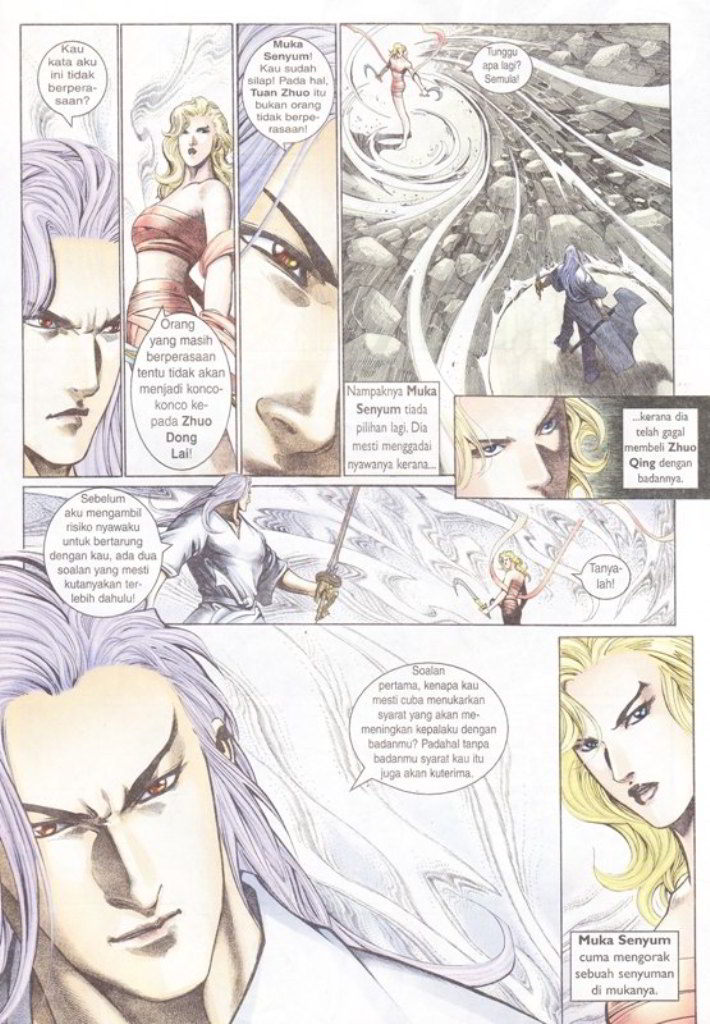 Kau
kata aku
ini tidak
berpera-
saan?
Orang
yang masih
berperasaan
tentu tidak akan
menjadi konco-
konco ke-
pada Zhuo
Dong
Lai!
Muka
Senyum!
Kau sudah
silap! Pada hal,
Tuan Zhuo itu
bukan orang
tidak berpe-
rasaan!
Tunggu
apa lagi?
Semula!
Nampaknya Muka
Senyum tiada
pilihan lagi. Dia
mesti menggadai
nyawanya kerana...
...kerana dia
telah gagal
membeli Zhuo
Qing dengan
badannya.
Sebelum
aku mengambil
risiko nyawaku
untuk bertarung
dengan kau, ada dua
soalan yang mesti
kutanyakan ter-
lebih dahulu!
Tanya-
lah!
Soalan
pertama, kenapa kau
mesti cuba menukarkan
syarat yang akan me-
meningkan kepalaku dengan
badanmu? Padahal tanpa
badanmu syarat kau itu
juga akan kuterima.
Muka Senyum
cuma mengorak
sebuah senyuman
di mukanya.